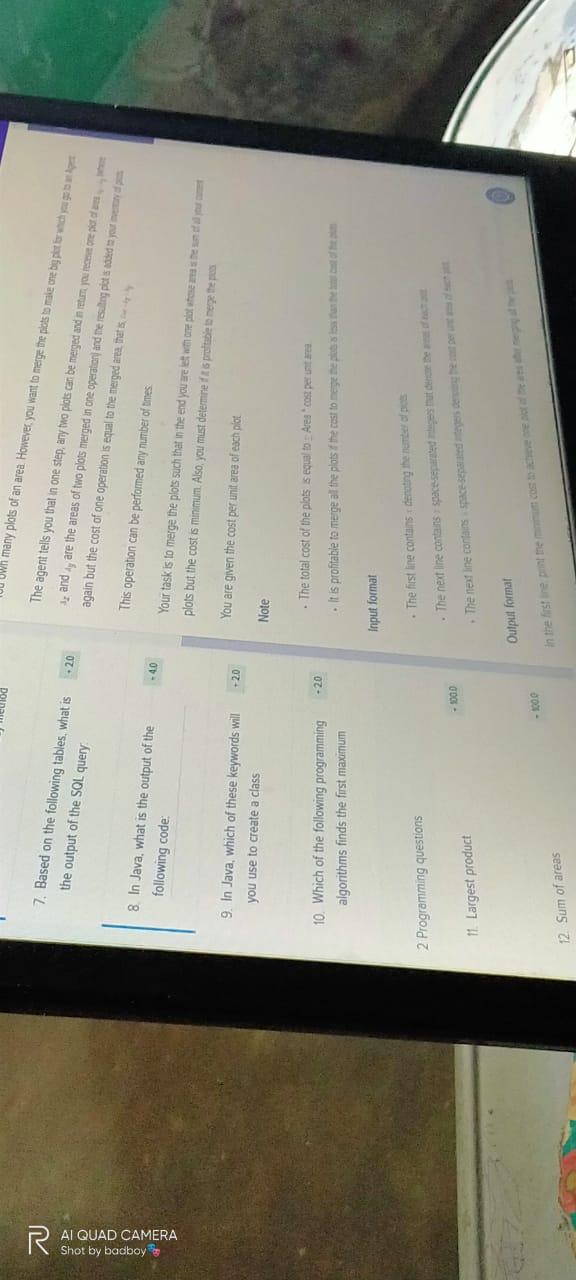 AI QUAD CAMERA
Shot by badboy
7. Based on the following tables, what is
the output of the SQL query:
+ 2.0
8. In Java, what is the output of the
following code:
+ 4.0
9. In Java, which of these keywords will
you use to create a class
+ 2.0
10. Which of the following programming
algorithms finds the first maximum
+ 2.0
2 Programming questions
11. Largest product
+ 100.0
12. Sum of areas
+ 100.0
own many plots of an area. However, you want to merge the plots to make one big plot for which you go to an Agent
The agent tells you that in one step, any two plots can be merged and in return, you receive one plot of area (where
and are the areas of two plots merged in one operation) and the resulting plot is added to your inventory of plots
again but the cost of one operation is equal to the merged area, that is,
This operation can be performed any number of times.
Your task is to merge the plots such that in the end you are left with one plot whose area is the sum of all your current
plots but the cost is minimum. Also, you must determine if it is profitable to merge the plots.
You are given the cost per unit area of each plot.
Note
• The total cost of the plots is equal to Area * cost per unit area.
• It is profitable to merge all the plots if the cost to merge the plots is less than the total cost of the plots.
Input format
• The first line contains denoting the number of plots.
• The next line contains space-separated integers that denote the areas of each plot.
• The next line contains space-separated integers denoting the cost per unit area of each plot.
Output format
In the first line, print the minimum cost to achieve one plot of the area after merging all the plots.